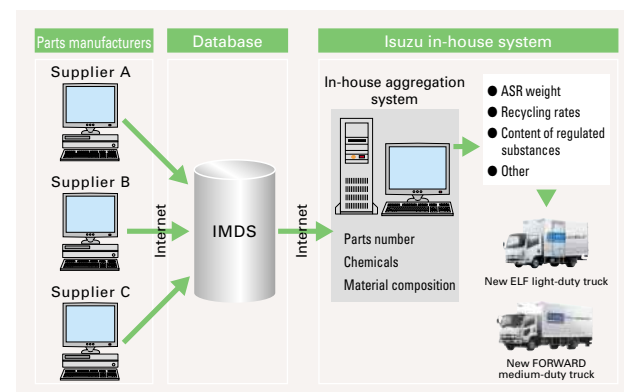 Parts manufacturers
Database
Isuzu in-house system
Supplier A
Supplier B
Supplier C
Internet
IMDS
Internet
In-house aggregation
system
Parts number
Chemicals
Material composition
● ASR weight
● Recycling rates
● Content of regulated
substances
● Other
New ELF light-duty truck
New FORWARD
medium-duty truck